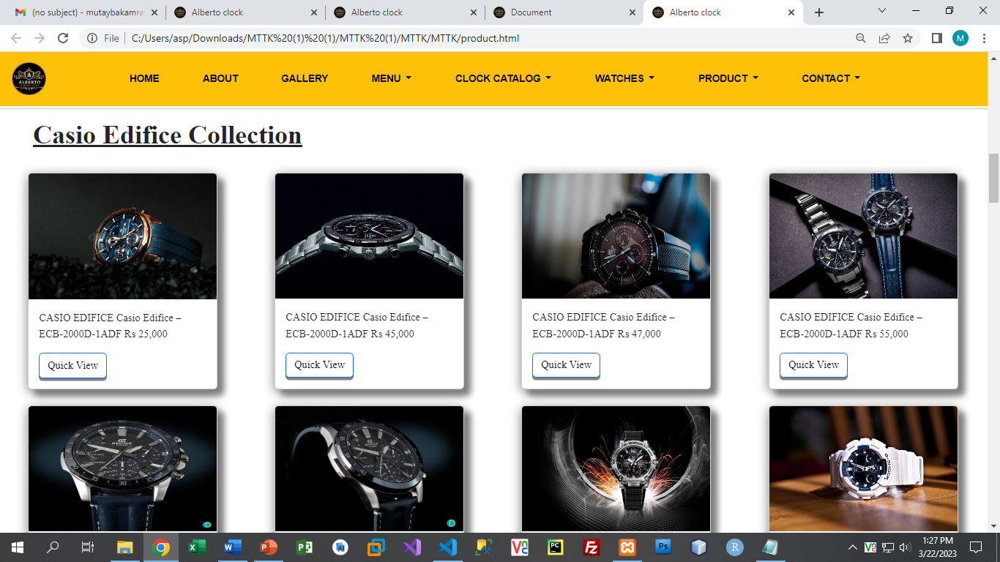 (no subject) - mutaybakamra
Alberto clock
Alberto clock
Document
Alberto clock
File
C:/Users/asp/Downloads/MTTK%20(1)%20(1)/MTTK%20(1)/MTTK/MTTK/product.html
M
ALBERTO
HOME
ABOUT
GALLERY
MENU
CLOCK CATALOG
WATCHES
PRODUCT
CONTACT
Casio Edifice Collection
CASIO EDIFICE Casio Edifice –
ECB-2000D-1ADF Rs 25,000
Quick View
CASIO EDIFICE Casio Edifice –
ECB-2000D-1ADF Rs 45,000
Quick View
CASIO EDIFICE Casio Edifice –
ECB-2000D-1ADF Rs 47,000
Quick View
CASIO EDIFICE Casio Edifice –
ECB-2000D-1ADF Rs 55,000
Quick View
EDIFICE
EDIFICE
G-SHOCK
G-SHOCK
1:27 PM
3/22/2023